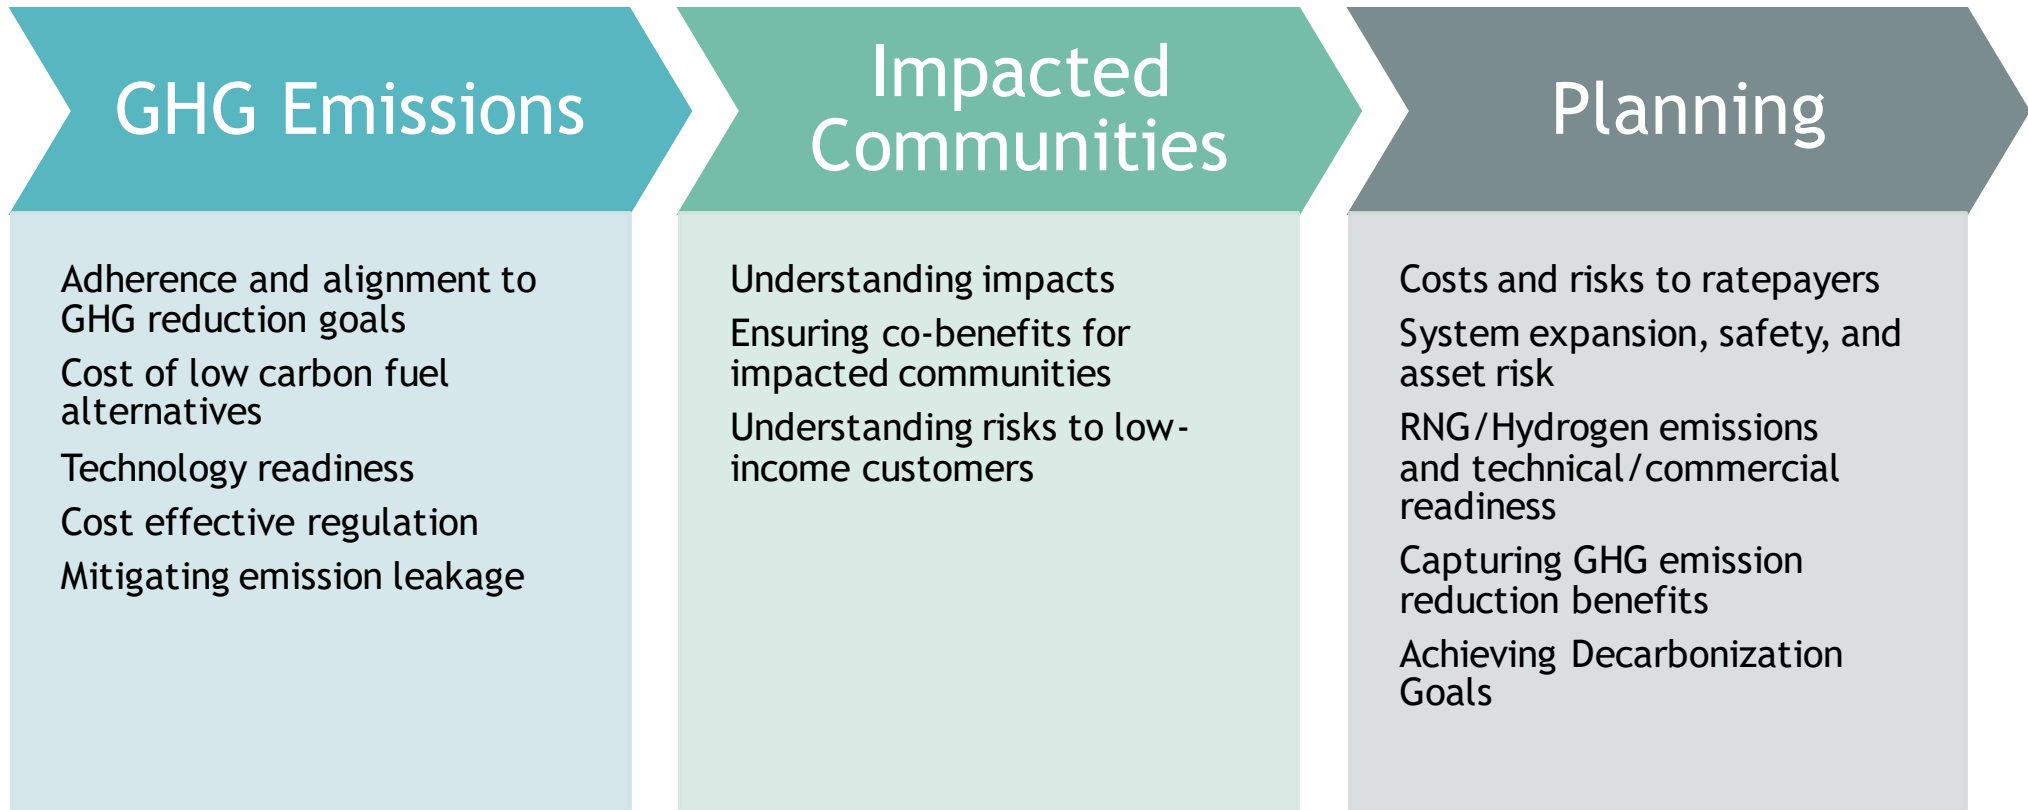 GHG Emissions
Adherence and alignment to
GHG reduction goals
Cost of low carbon fuel
alternatives
Technology readiness
Cost effective regulation
Mitigating emission leakage
Impacted
Communities
Understanding impacts
Ensuring co-benefits for
impacted communities
Understanding risks to low-
income customers
Planning
Costs and risks to ratepayers
System expansion, safety, and
asset risk
RNG/Hydrogen emissions
and technical/commercial
readiness
Capturing GHG emission
reduction benefits
Achieving Decarbonization
Goals